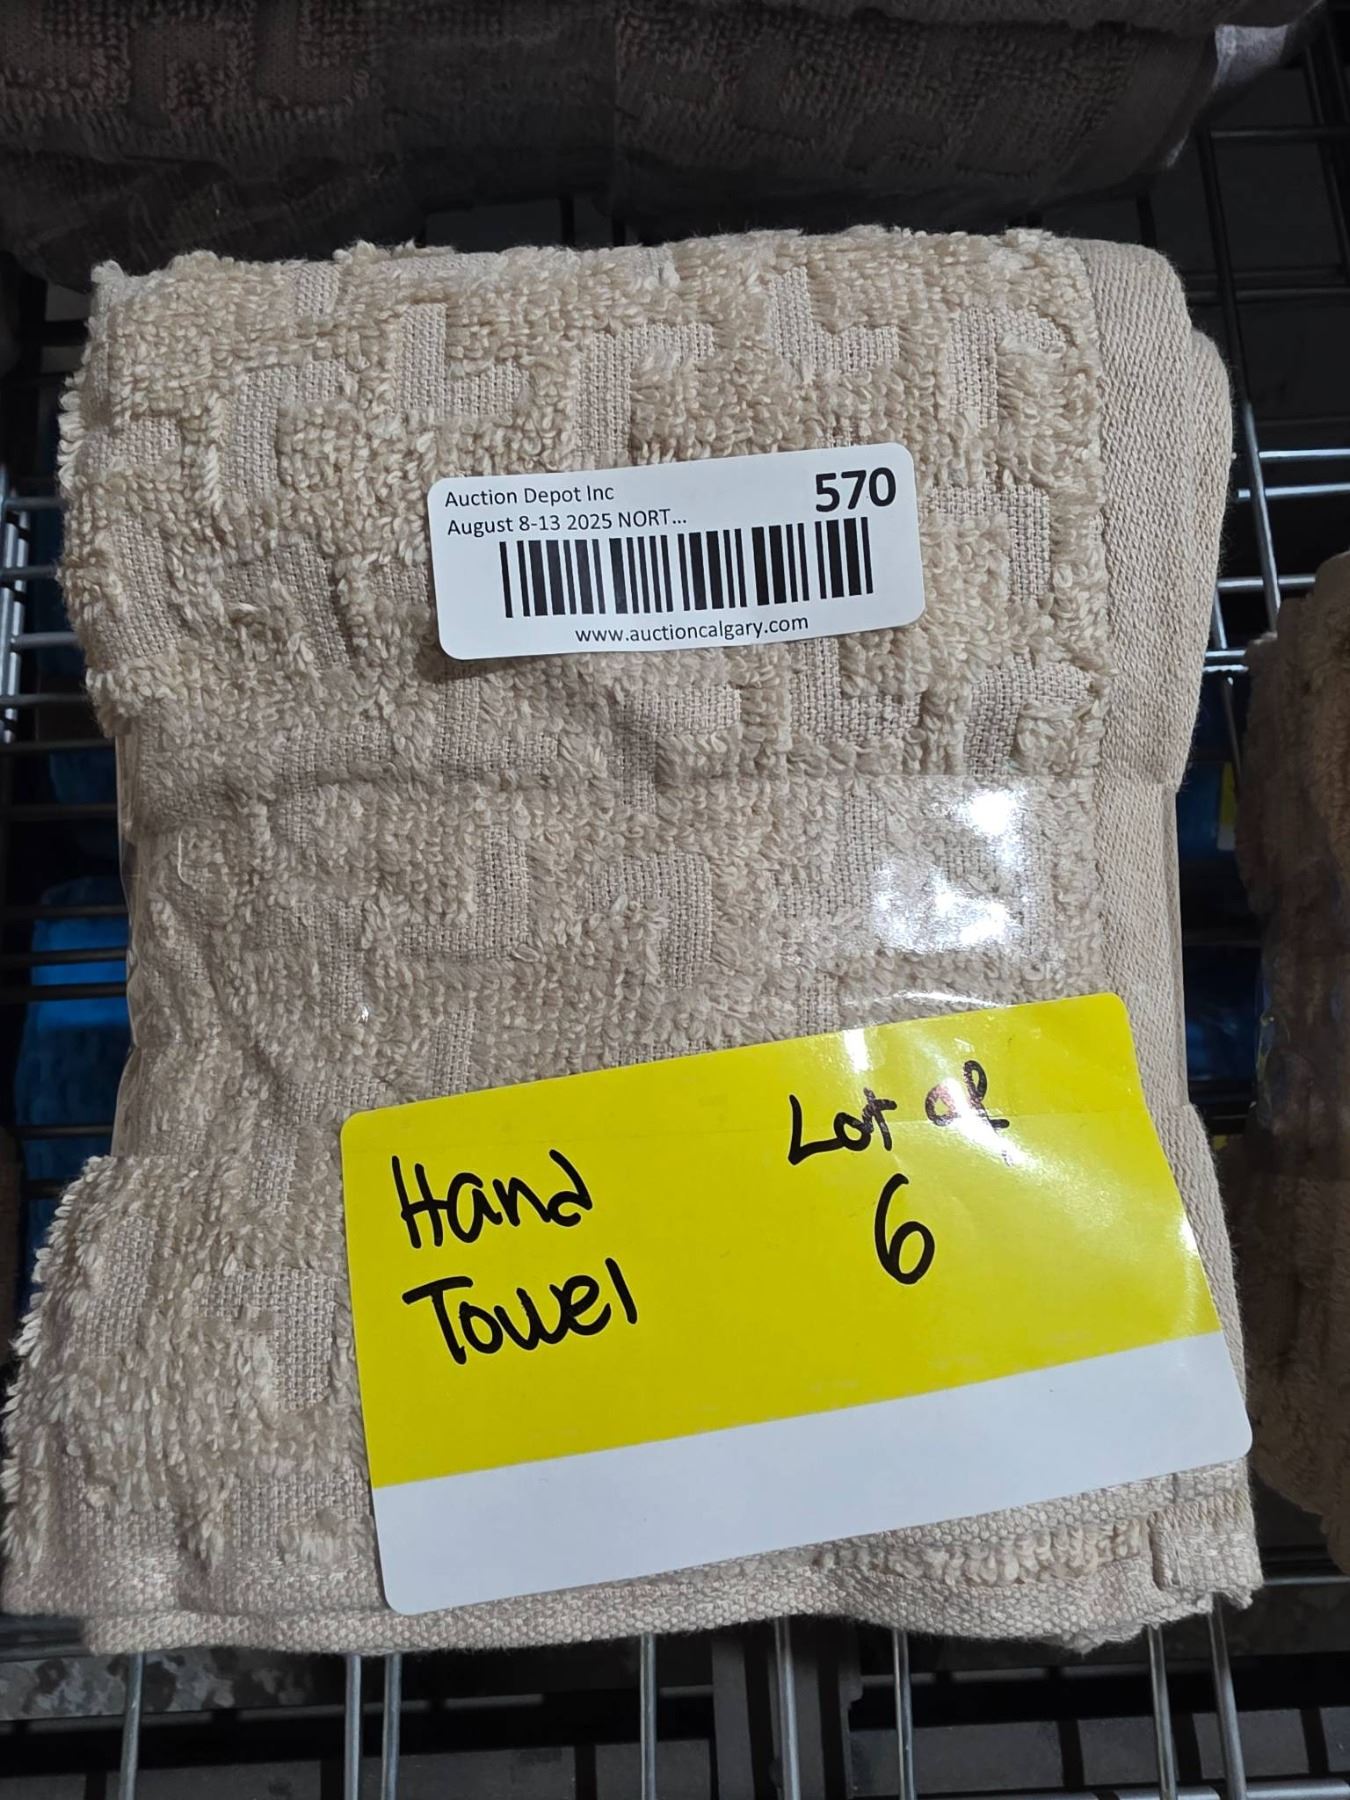 Auction Depot Inc
570
August 8-13 2025 NORT...
www.auctioncalgary.com
Hand
Towel
Lot of
6